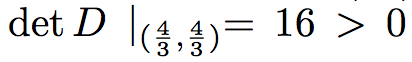 det D |(4/3, 4/3) = 16 > 0